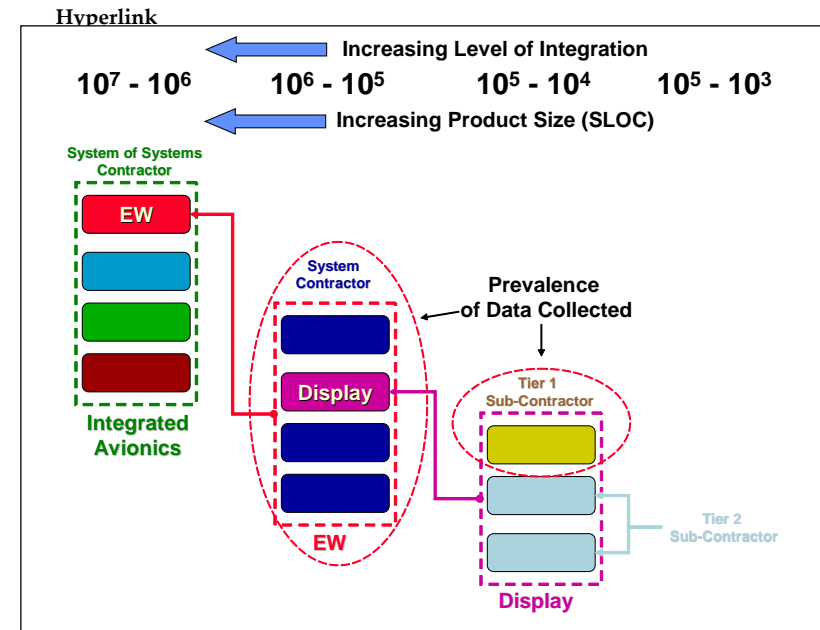 Hyperlink
Increasing Level of Integration
10⁷ - 10⁶ 10⁶ - 10⁵ 10⁵ - 10⁴ 10⁵ - 10³
Increasing Product Size (SLOC)
System of Systems
Contractor
EW
Integrated
Avionics
System
Contractor
Display
EW
Prevalence
of Data Collected
Tier 1
Sub-Contractor
Tier 2
Sub-Contractor
Display